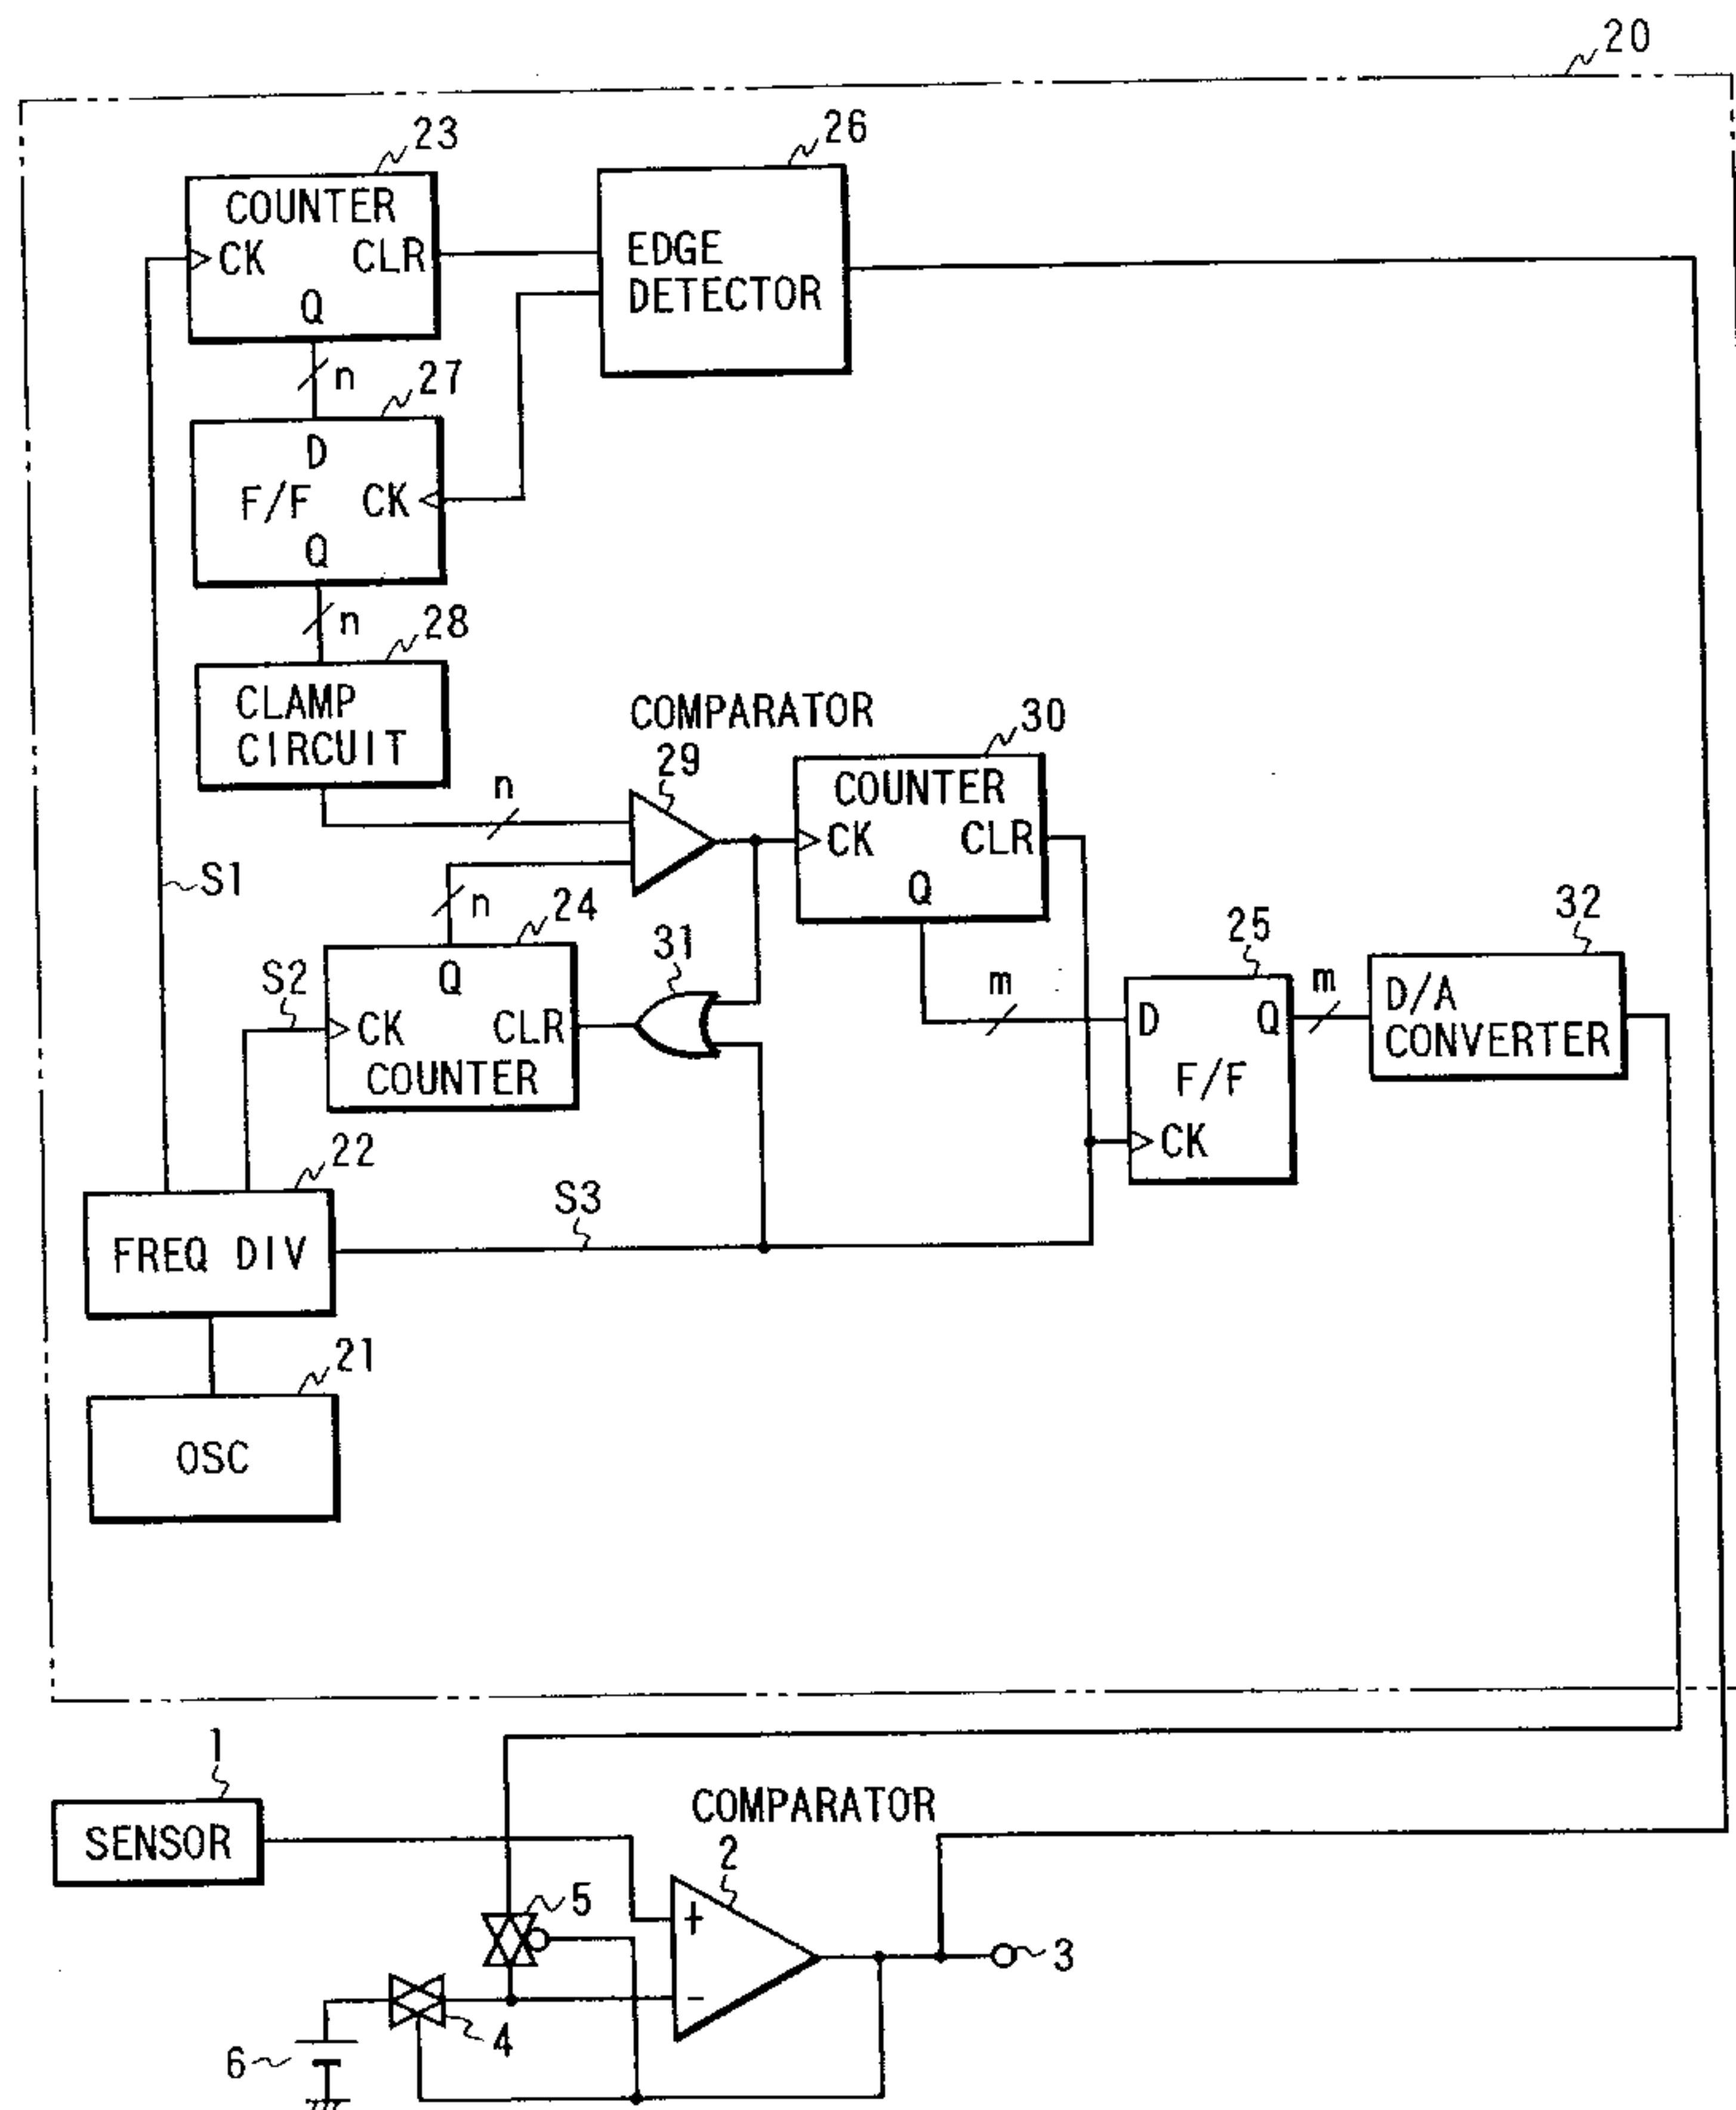 20
23
26
COUNTER
CK CLR
Q
EDGE
DETECTOR
n
27
D
F/F CK
Q
n
28
CLAMP
CIRCUIT
COMPARATOR
29
30
n
COUNTER
CK CLR
Q
S1
n
24
31
25
32
S2
Q
CK CLR
COUNTER
m
D Q
F/F
CK
m
D/A
CONVERTER
22
S3
FREQ DIV
21
OSC
1
SENSOR
COMPARATOR
2
5
+
3
-
4
6